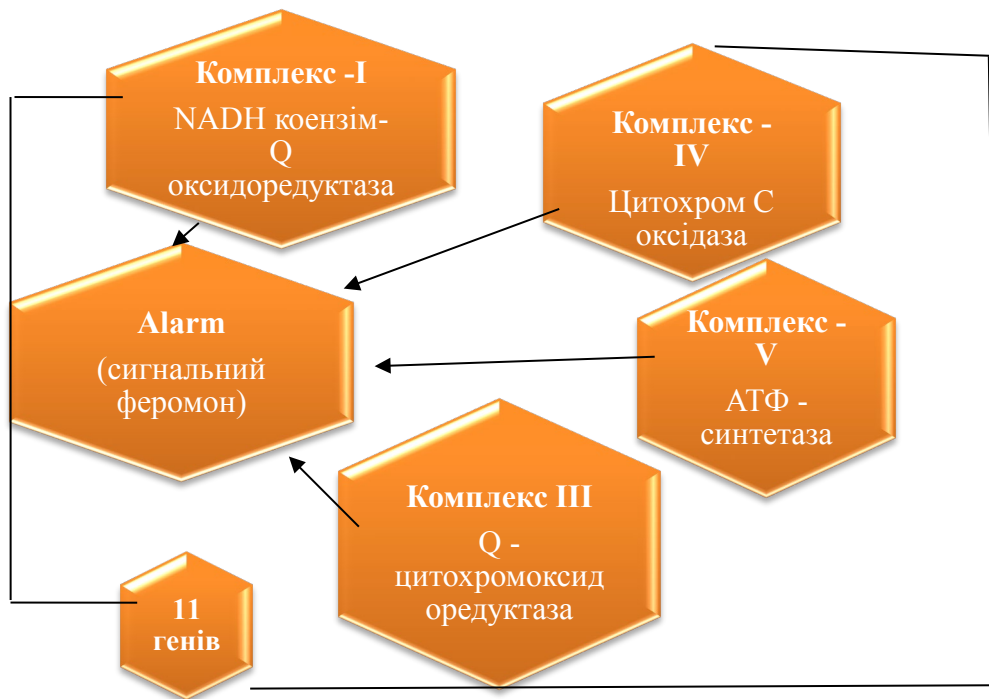 Комплекс -I
NADH коензім-
Q
оксидоредуктаза
Комплекс -
IV
Цитохром С
оксідаза
Alarm
(сигнальний
феромон)
Комплекс -
V
АТФ -
синтетаза
Комплекс III
Q -
цитохромоксид
оредуктаза
11
генів